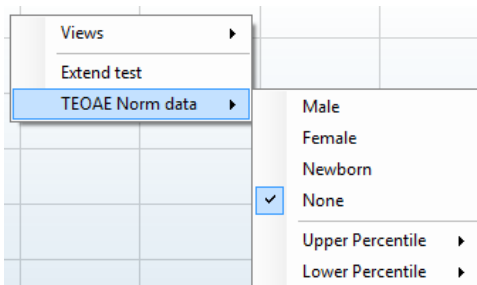 Views
Extend test
TEOAE Norm data
Male
Female
Newborn
None
Upper Percentile
Lower Percentile